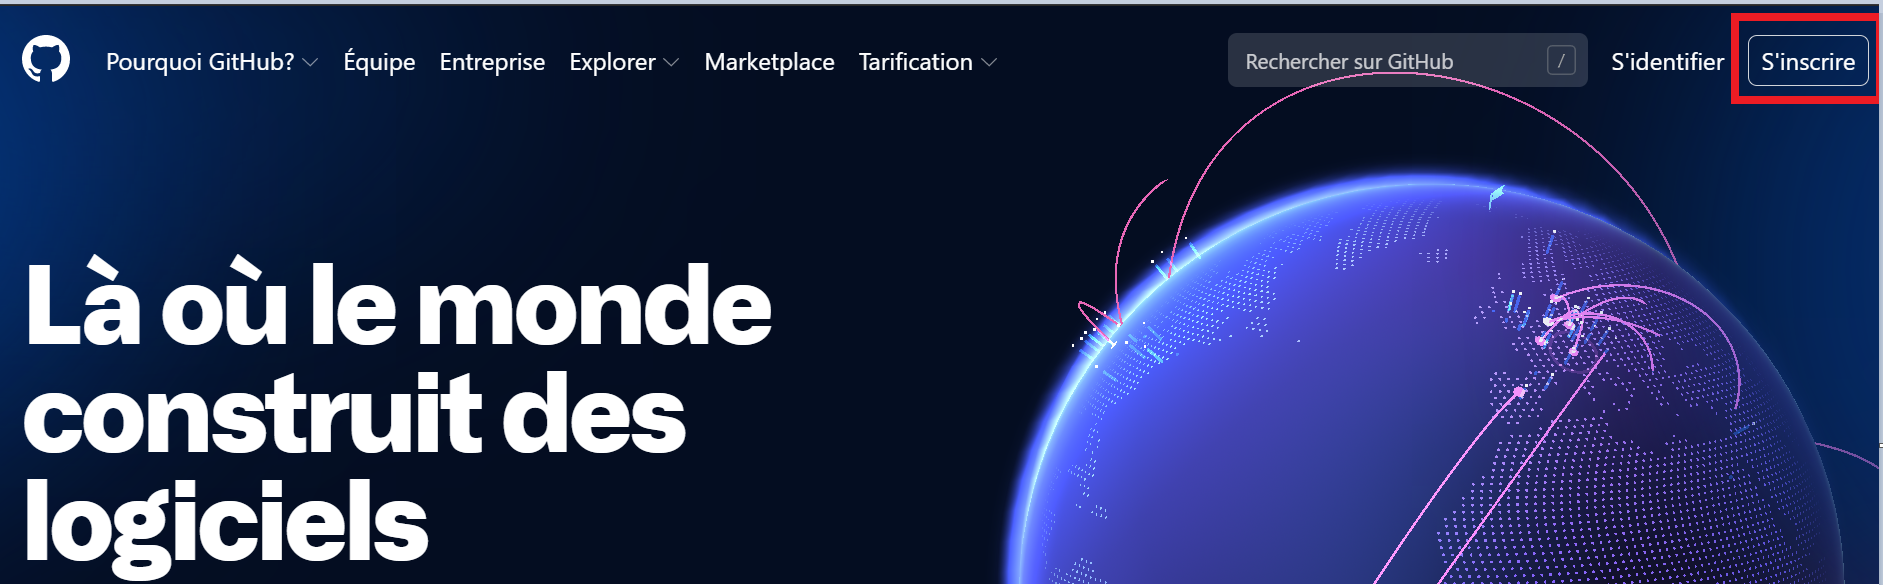 Pourquoi GitHub? Équipe Entreprise Explorer Marketplace Tarification Rechercher sur GitHub / S'identifier S'inscrire
Là où le monde
construit des
logiciels